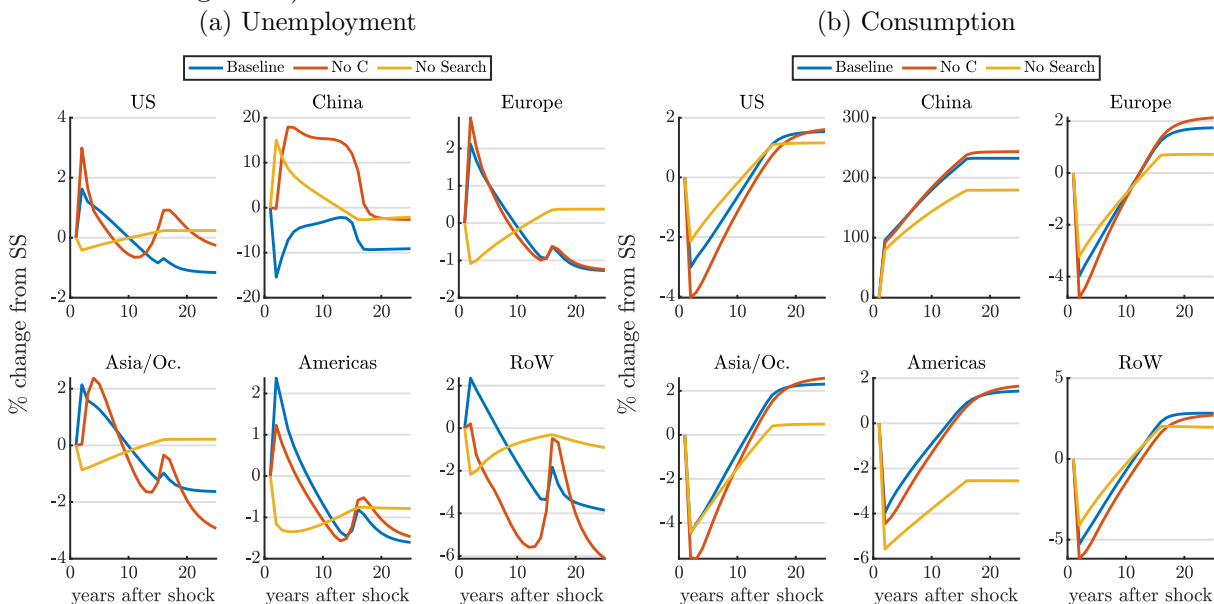 (a) Unemployment
(b) Consumption
Baseline No C No Search
Baseline No C No Search
US China Europe
US China Europe
4
2
0
-2
0 10 20
20
10
0
-10
-20
0 10 20
2
1
0
-1
2
0 10 20
2
0
-2
-4
0 10 20
300
200
100
0
0 10 20
2
0
-2
-4
0 10 20
% change from SS
% change from SS
Asia/Oc. Americas RoW
Asia/Oc. Americas RoW
2
0
-2
-4
0 10 20
2
1
0
-1
-2
0 10 20
2
0
-2
-4
-6
0 10 20
2
0
-2
-4
0 10 20
2
0
-2
-4
-6
0 10 20
5
0
-5
0 10 20
years after shock years after shock years after shock
years after shock years after shock years after shock